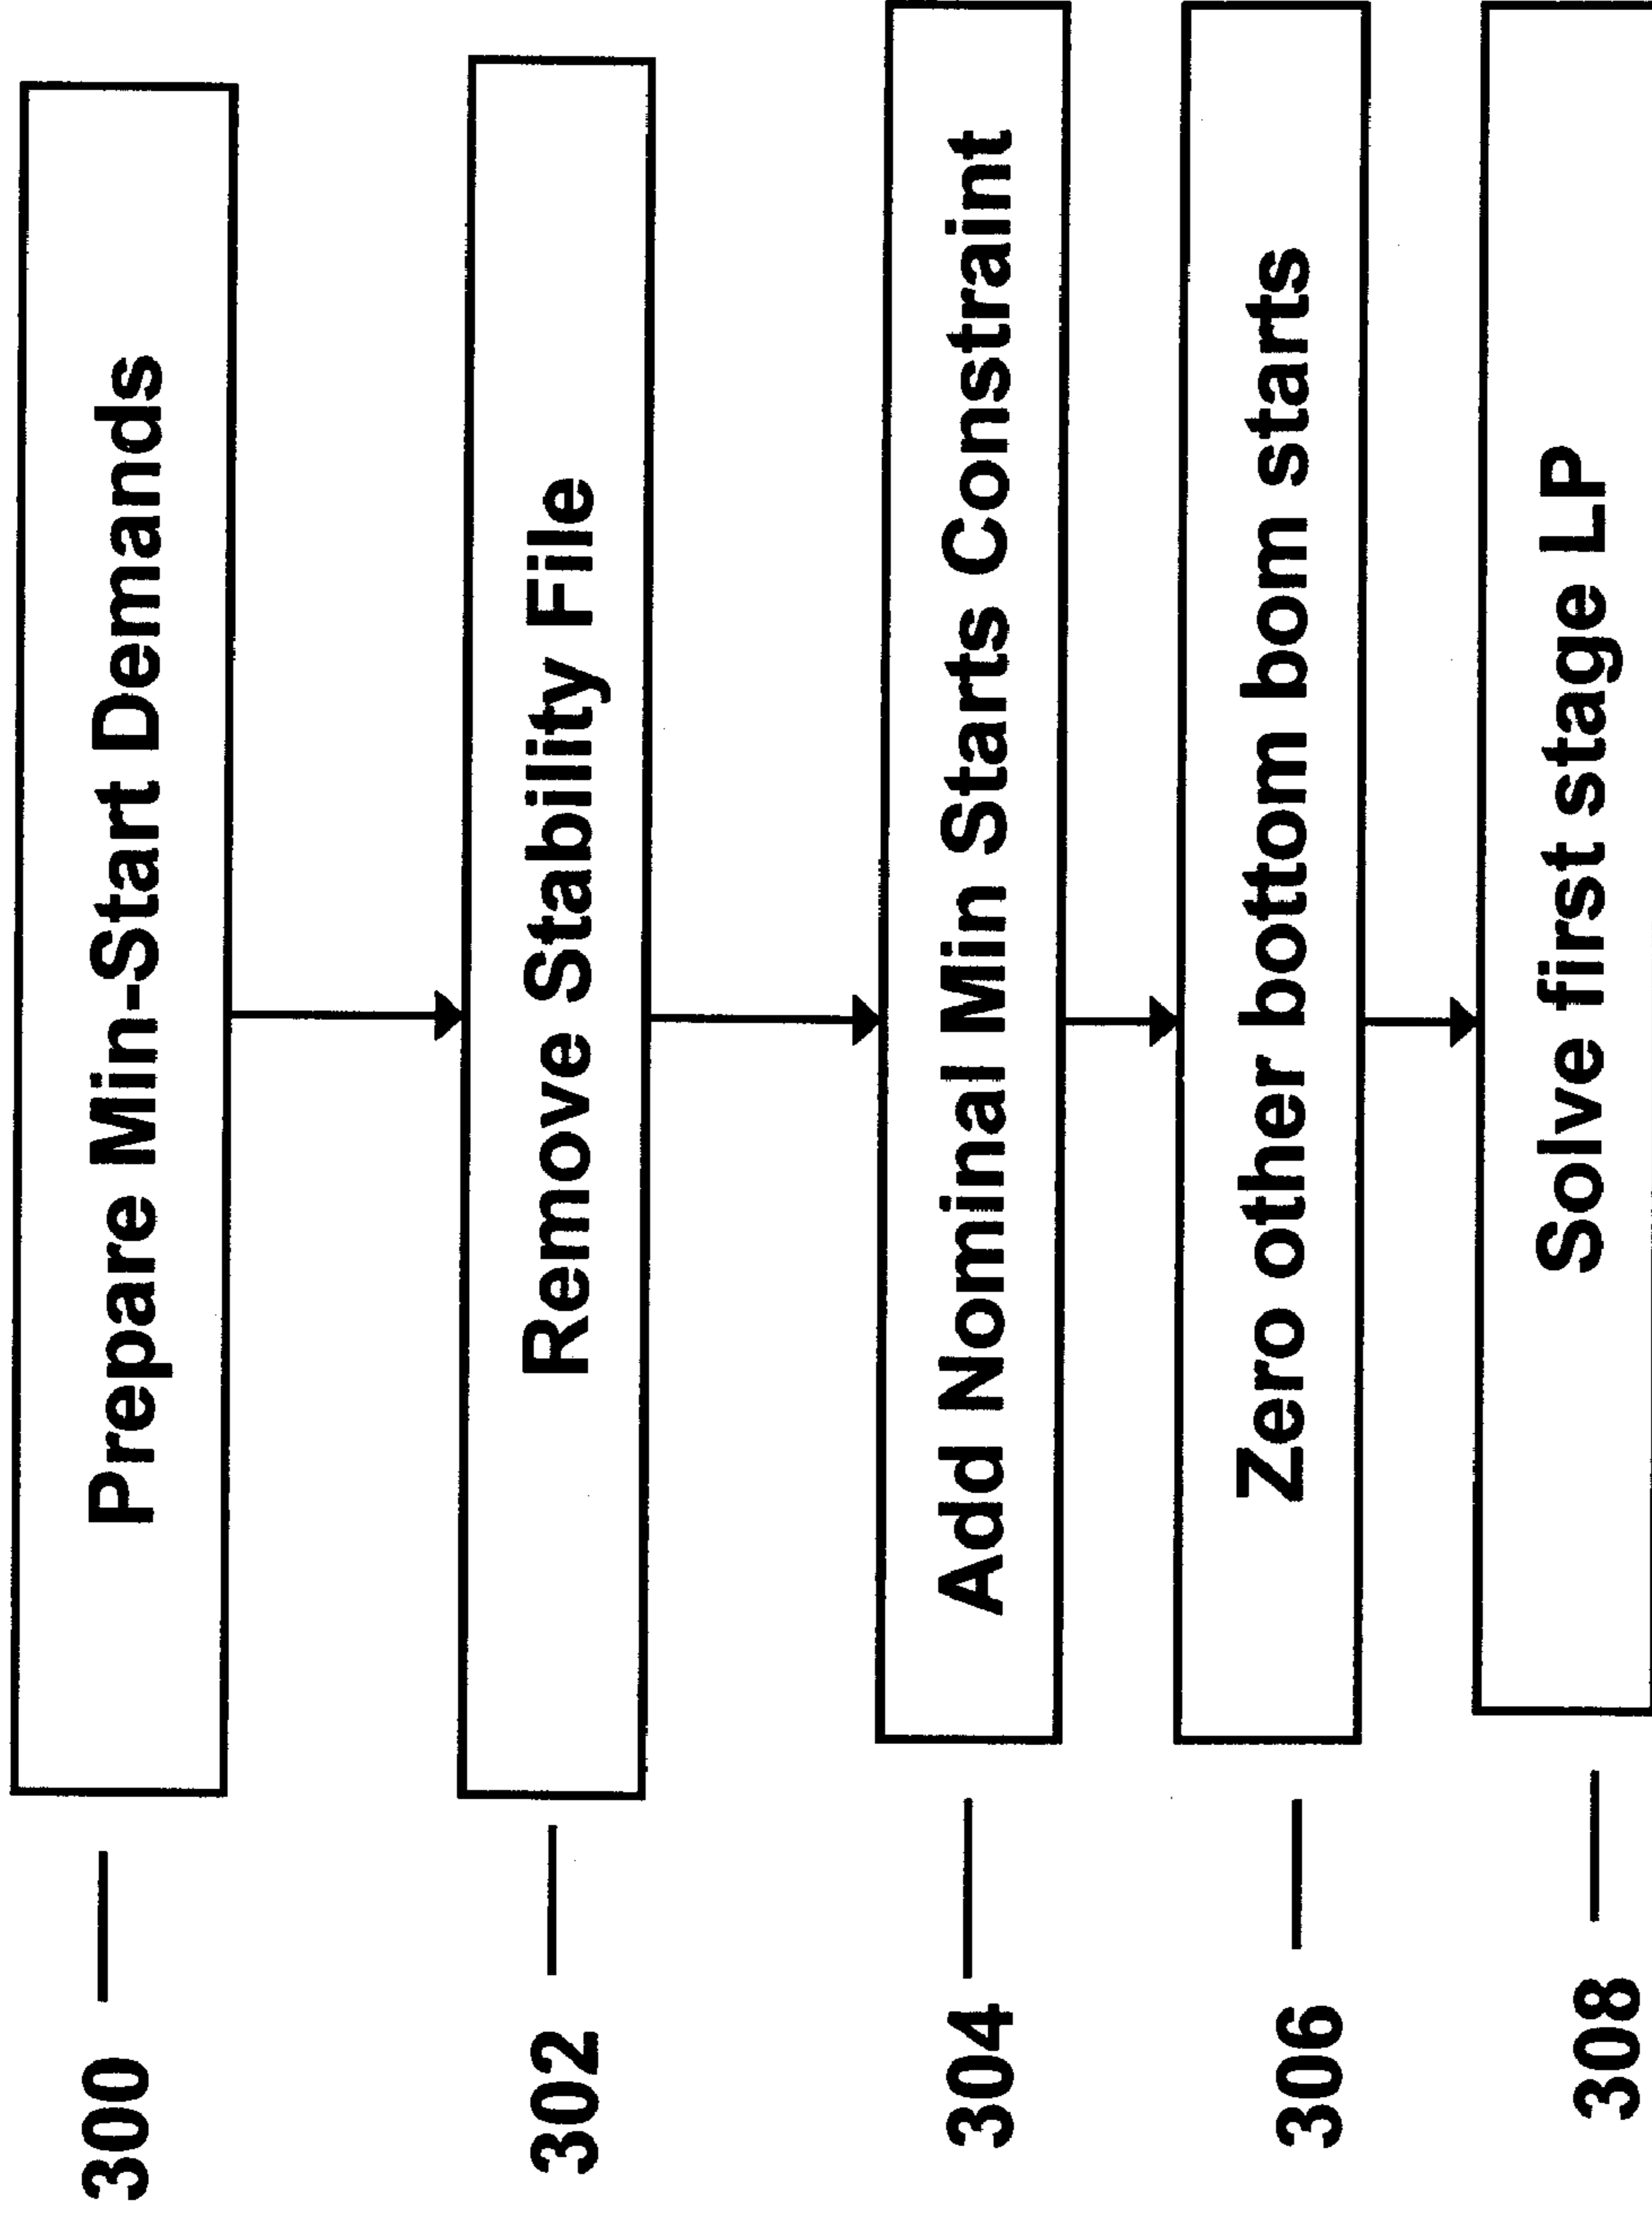 300
Prepare Min-Start Demands
302
Remove Stability File
304
Add Nominal Min Starts Constraint
306
Zero other bottom bom starts
308
Solve first stage LP